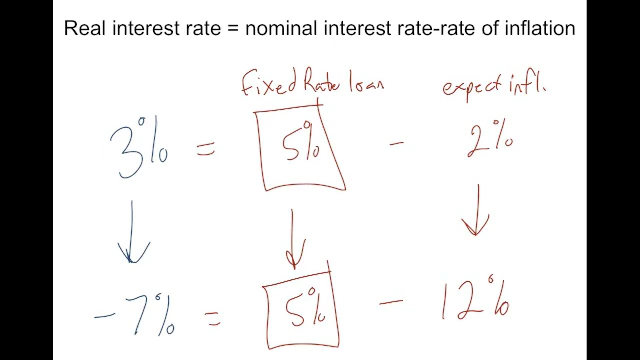 Real interest rate = nominal interest rate-rate of inflation
fixed Rate loan expect infl.
3% = 5% - 2%
-7% = 5% - 12%